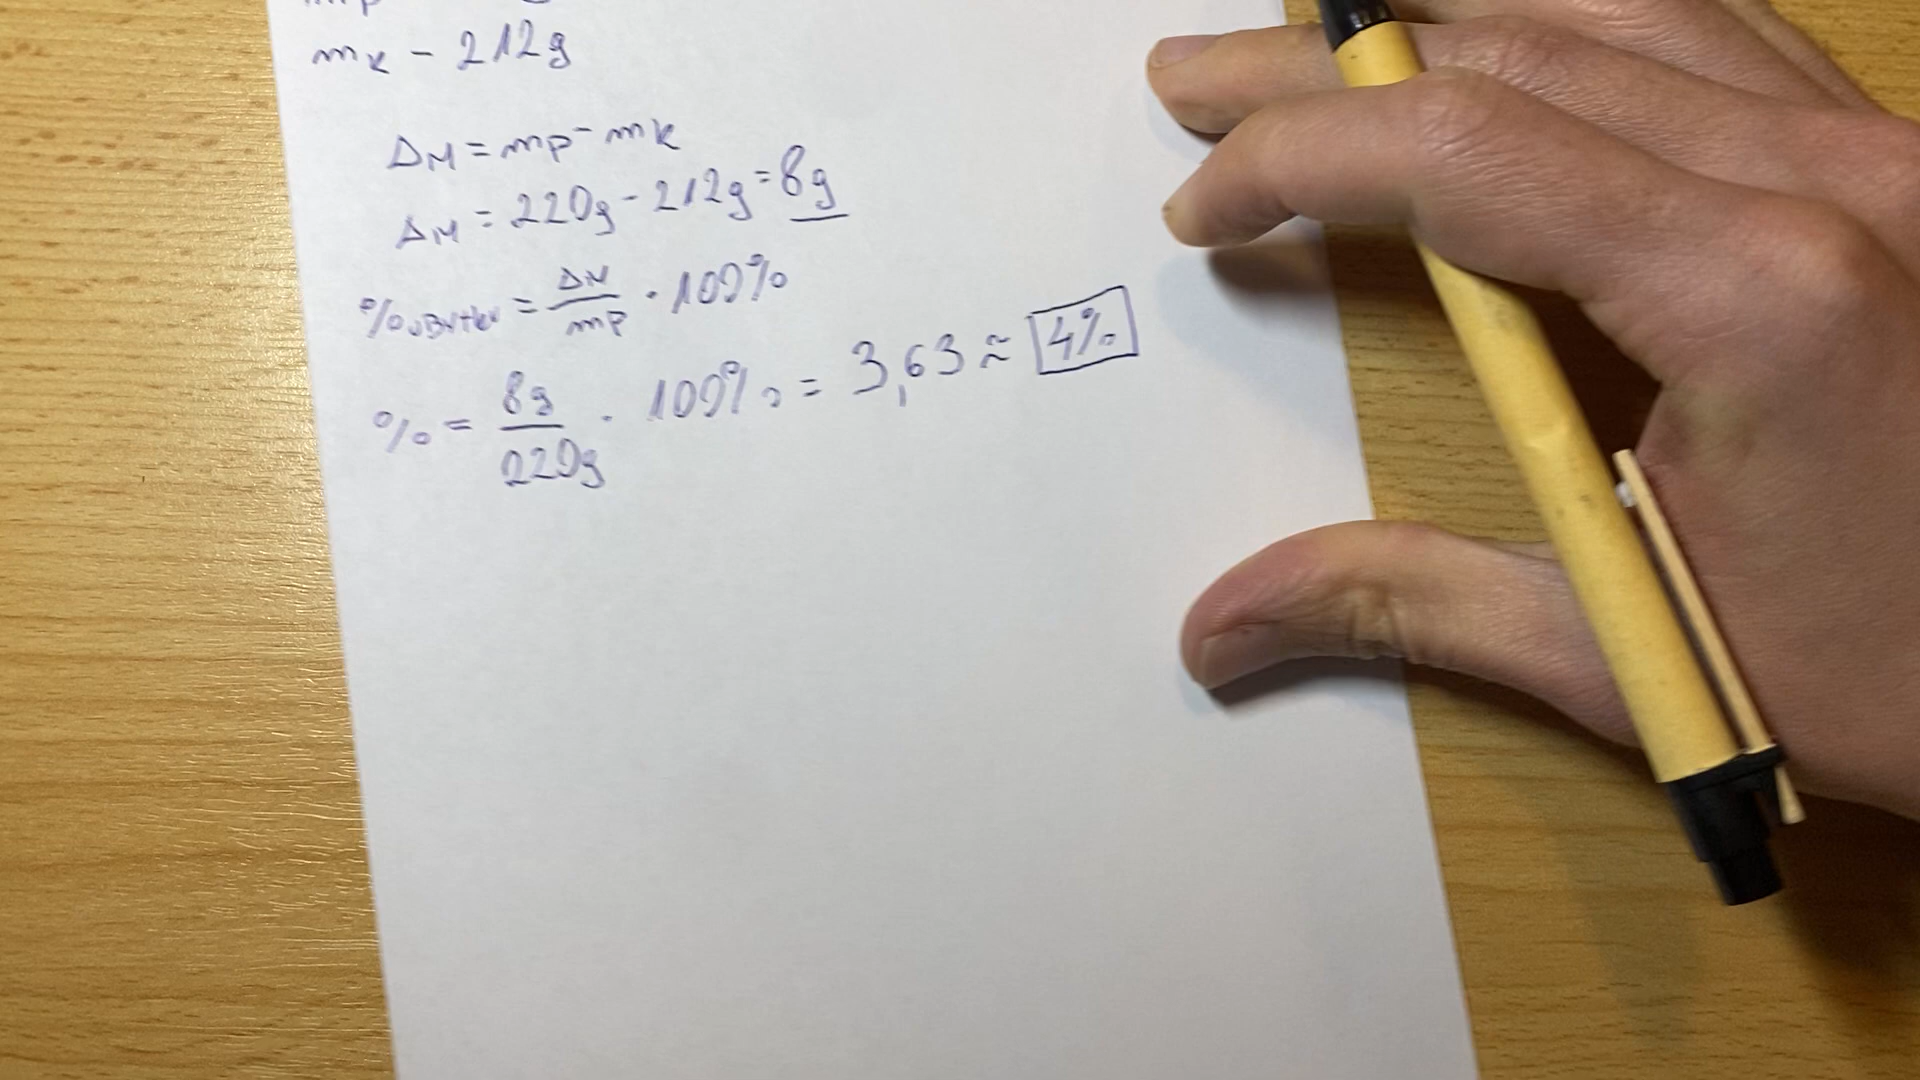 mk - 212g
ΔM = mp - mk
ΔM = 220g - 212g = 8g
%ubytku = ΔM/mp · 100%
% = 8g/220g · 100% = 3,63 ≈ 4%